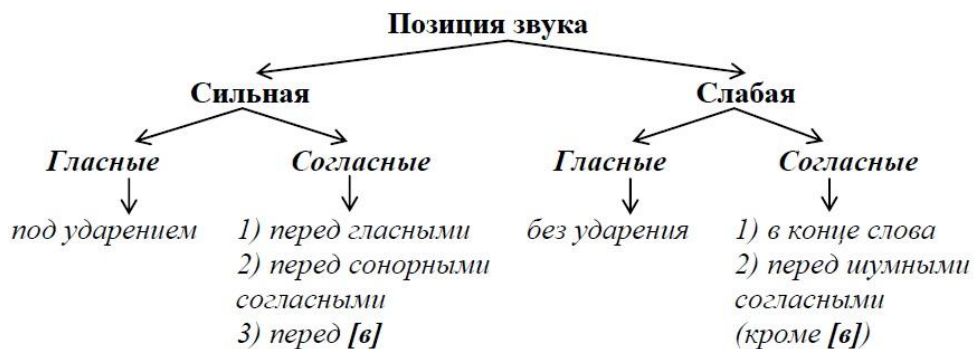 Позиция звука
Сильная
Слабая
Гласные
Согласные
Гласные
Согласные
под ударением
1) перед гласными
2) перед сонорными
согласными
3) перед [в]
без ударения
1) в конце слова
2) перед шумными
согласными
(кроме [в])